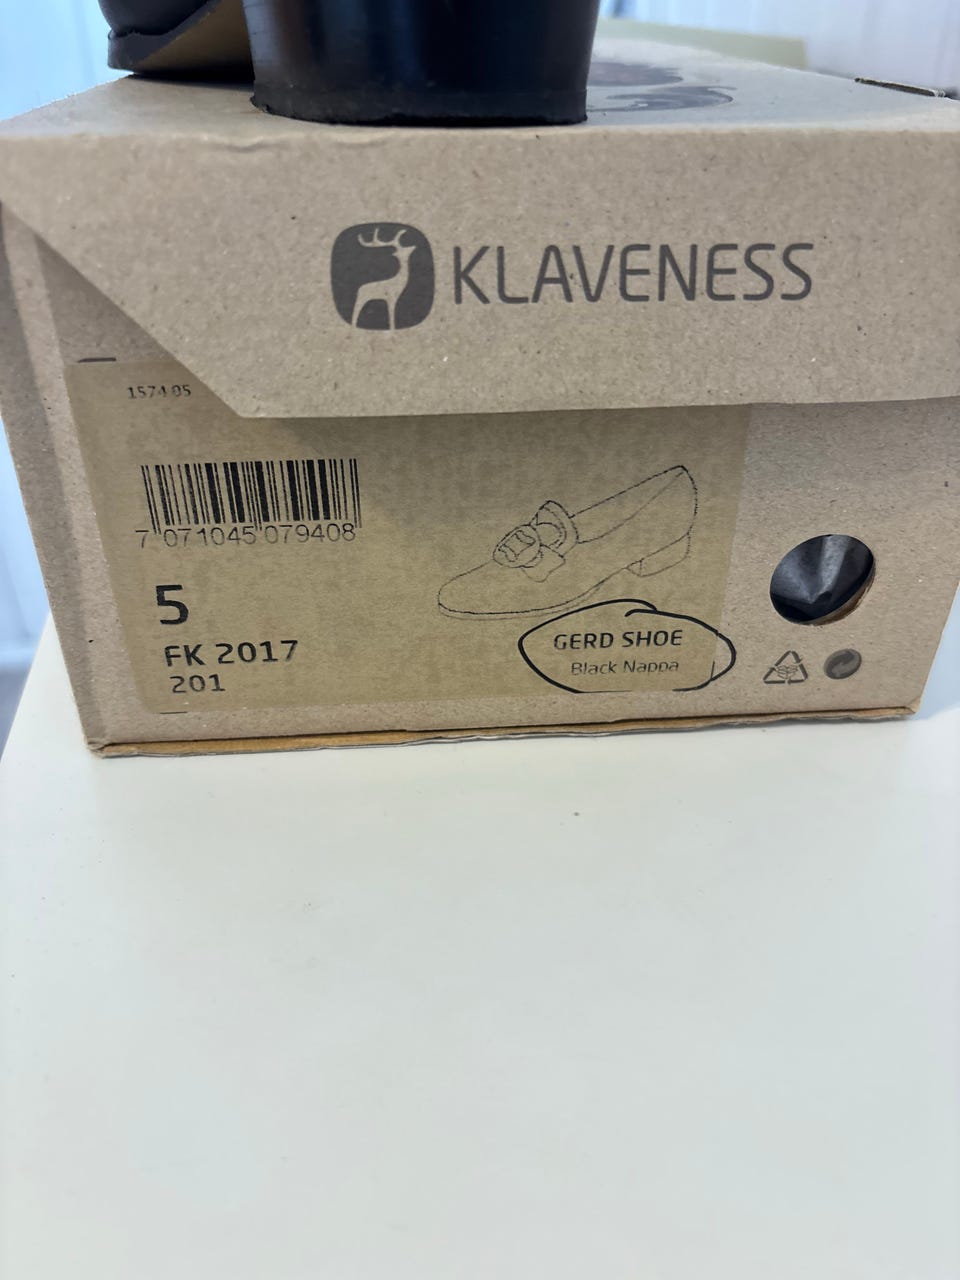 KLAVENESS
1574 05
7 071045 079408
5
FK 2017
201
GERD SHOE
Black Nappa